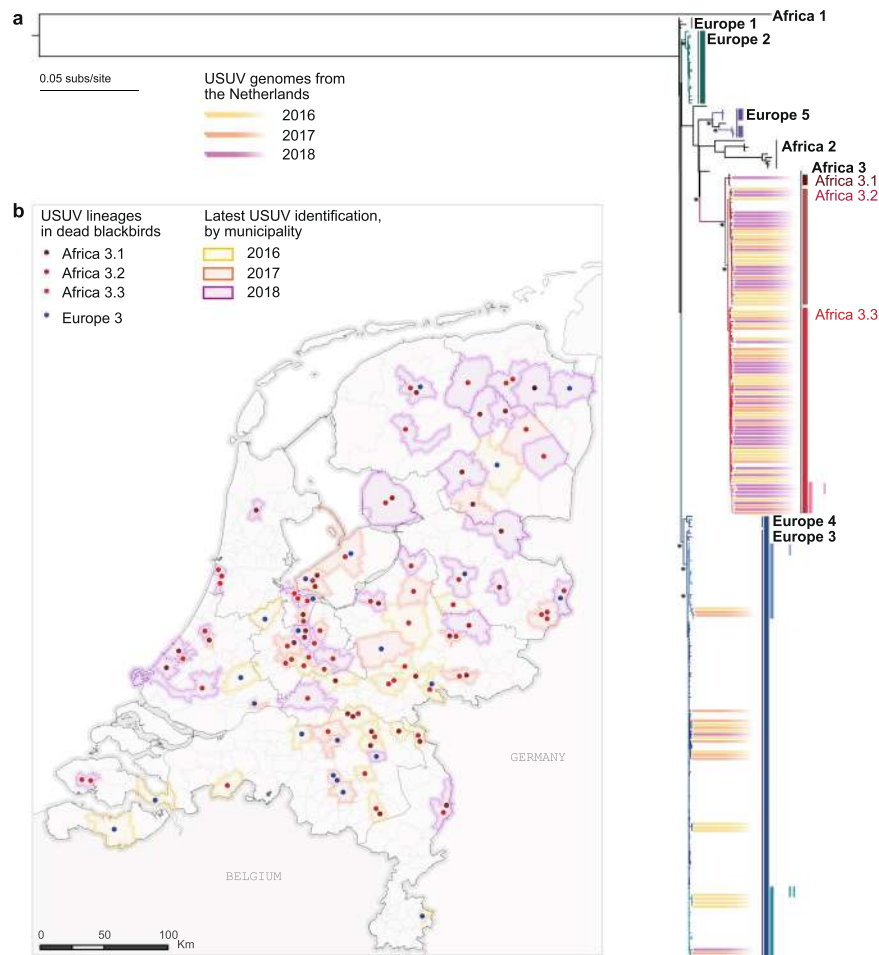 a
Africa 1
Europe 1
Europe 2
0.05 subs/site
USUV genomes from
the Netherlands
2016
2017
2018
Europe 5
Africa 2
Africa 3
Africa 3.1
Africa 3.2
Africa 3.3
Europe 4
Europe 3
b
USUV lineages
in dead blackbirds
Africa 3.1
Africa 3.2
Africa 3.3
Europe 3
Latest USUV identification,
by municipality
2016
2017
2018
GERMANY
BELGIUM
0 50 100
Km